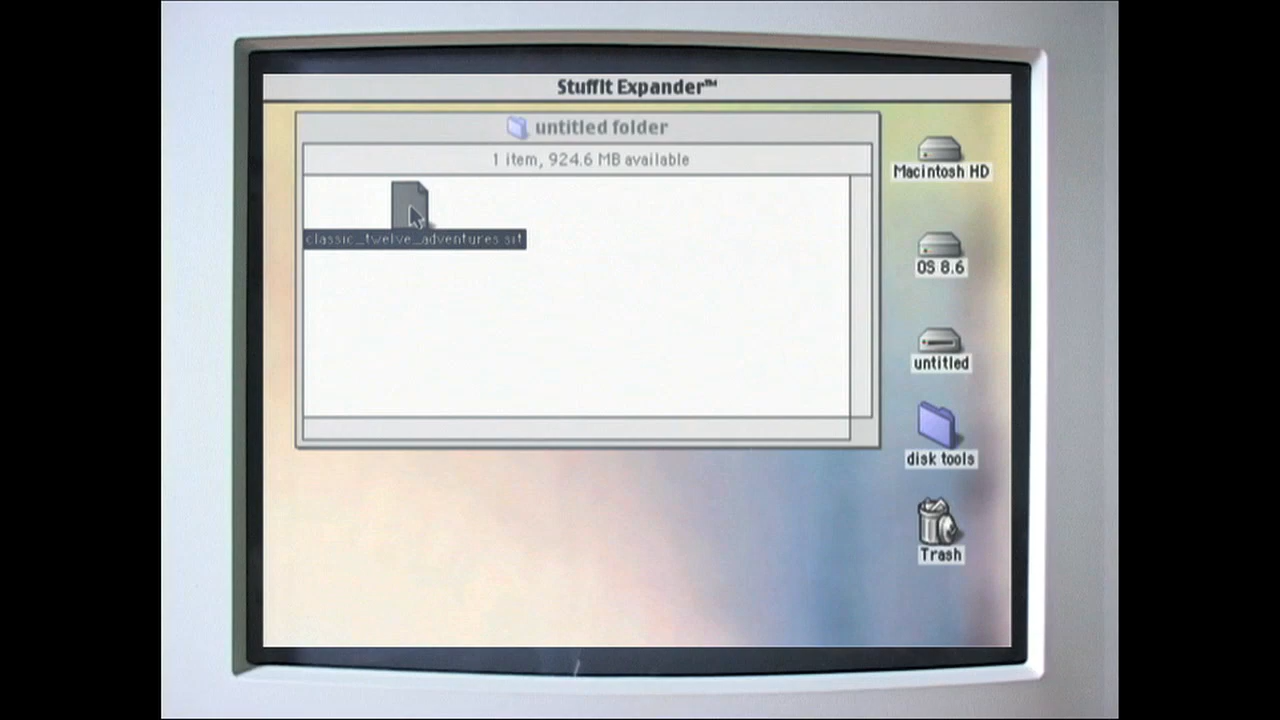 StuffIt Expander™
untitled folder
1 item, 924.6 MB available
classic_twelve_adventures.sit
Macintosh HD
OS 8.6
untitled
disk tools
Trash